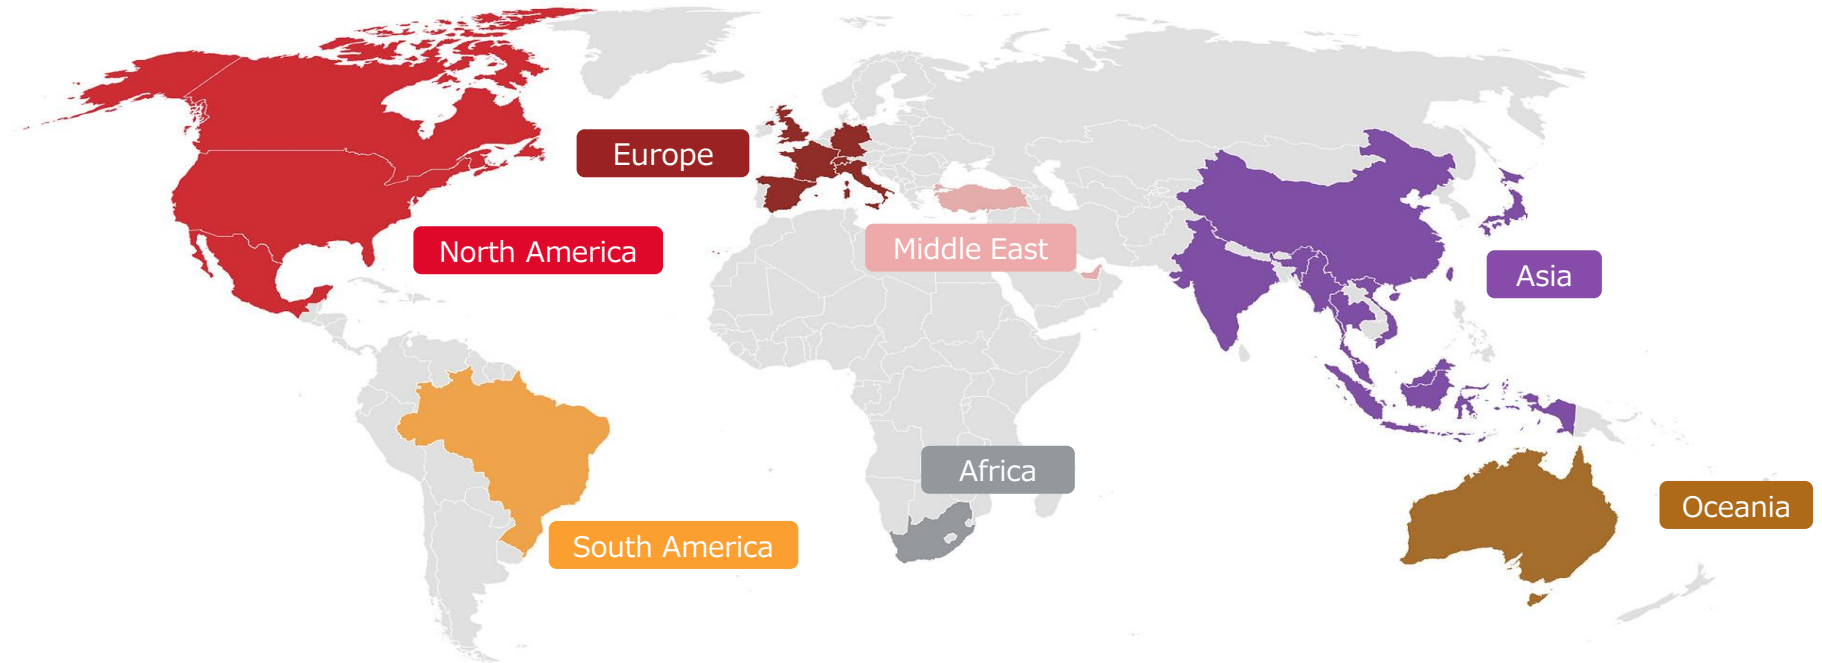 Europe
North America
Middle East
Asia
Africa
Oceania
South America